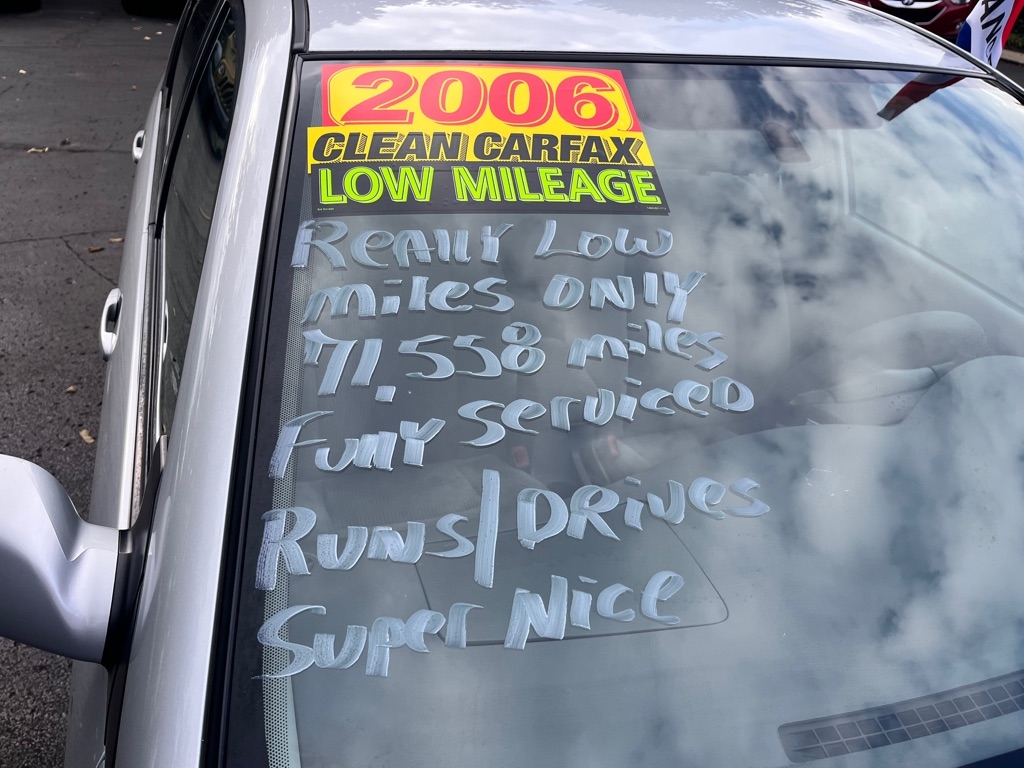 2006
CLEAN CARFAX
LOW MILEAGE
Really Low
miles ONly
71.558 miles
Fully serviced
Runs/DRives
Super Nice